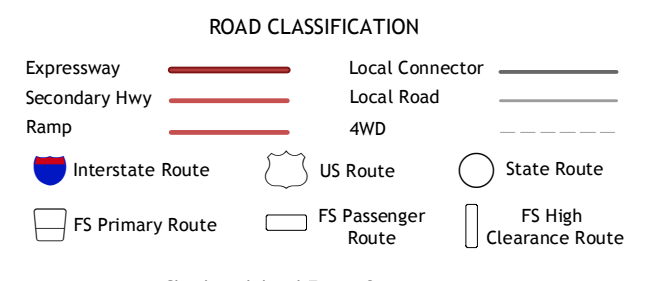 ROAD CLASSIFICATION
Expressway
Local Connector
Secondary Hwy
Local Road
Ramp
4WD
Interstate Route
US Route
State Route
FS Primary Route
FS Passenger
Route
FS High
Clearance Route